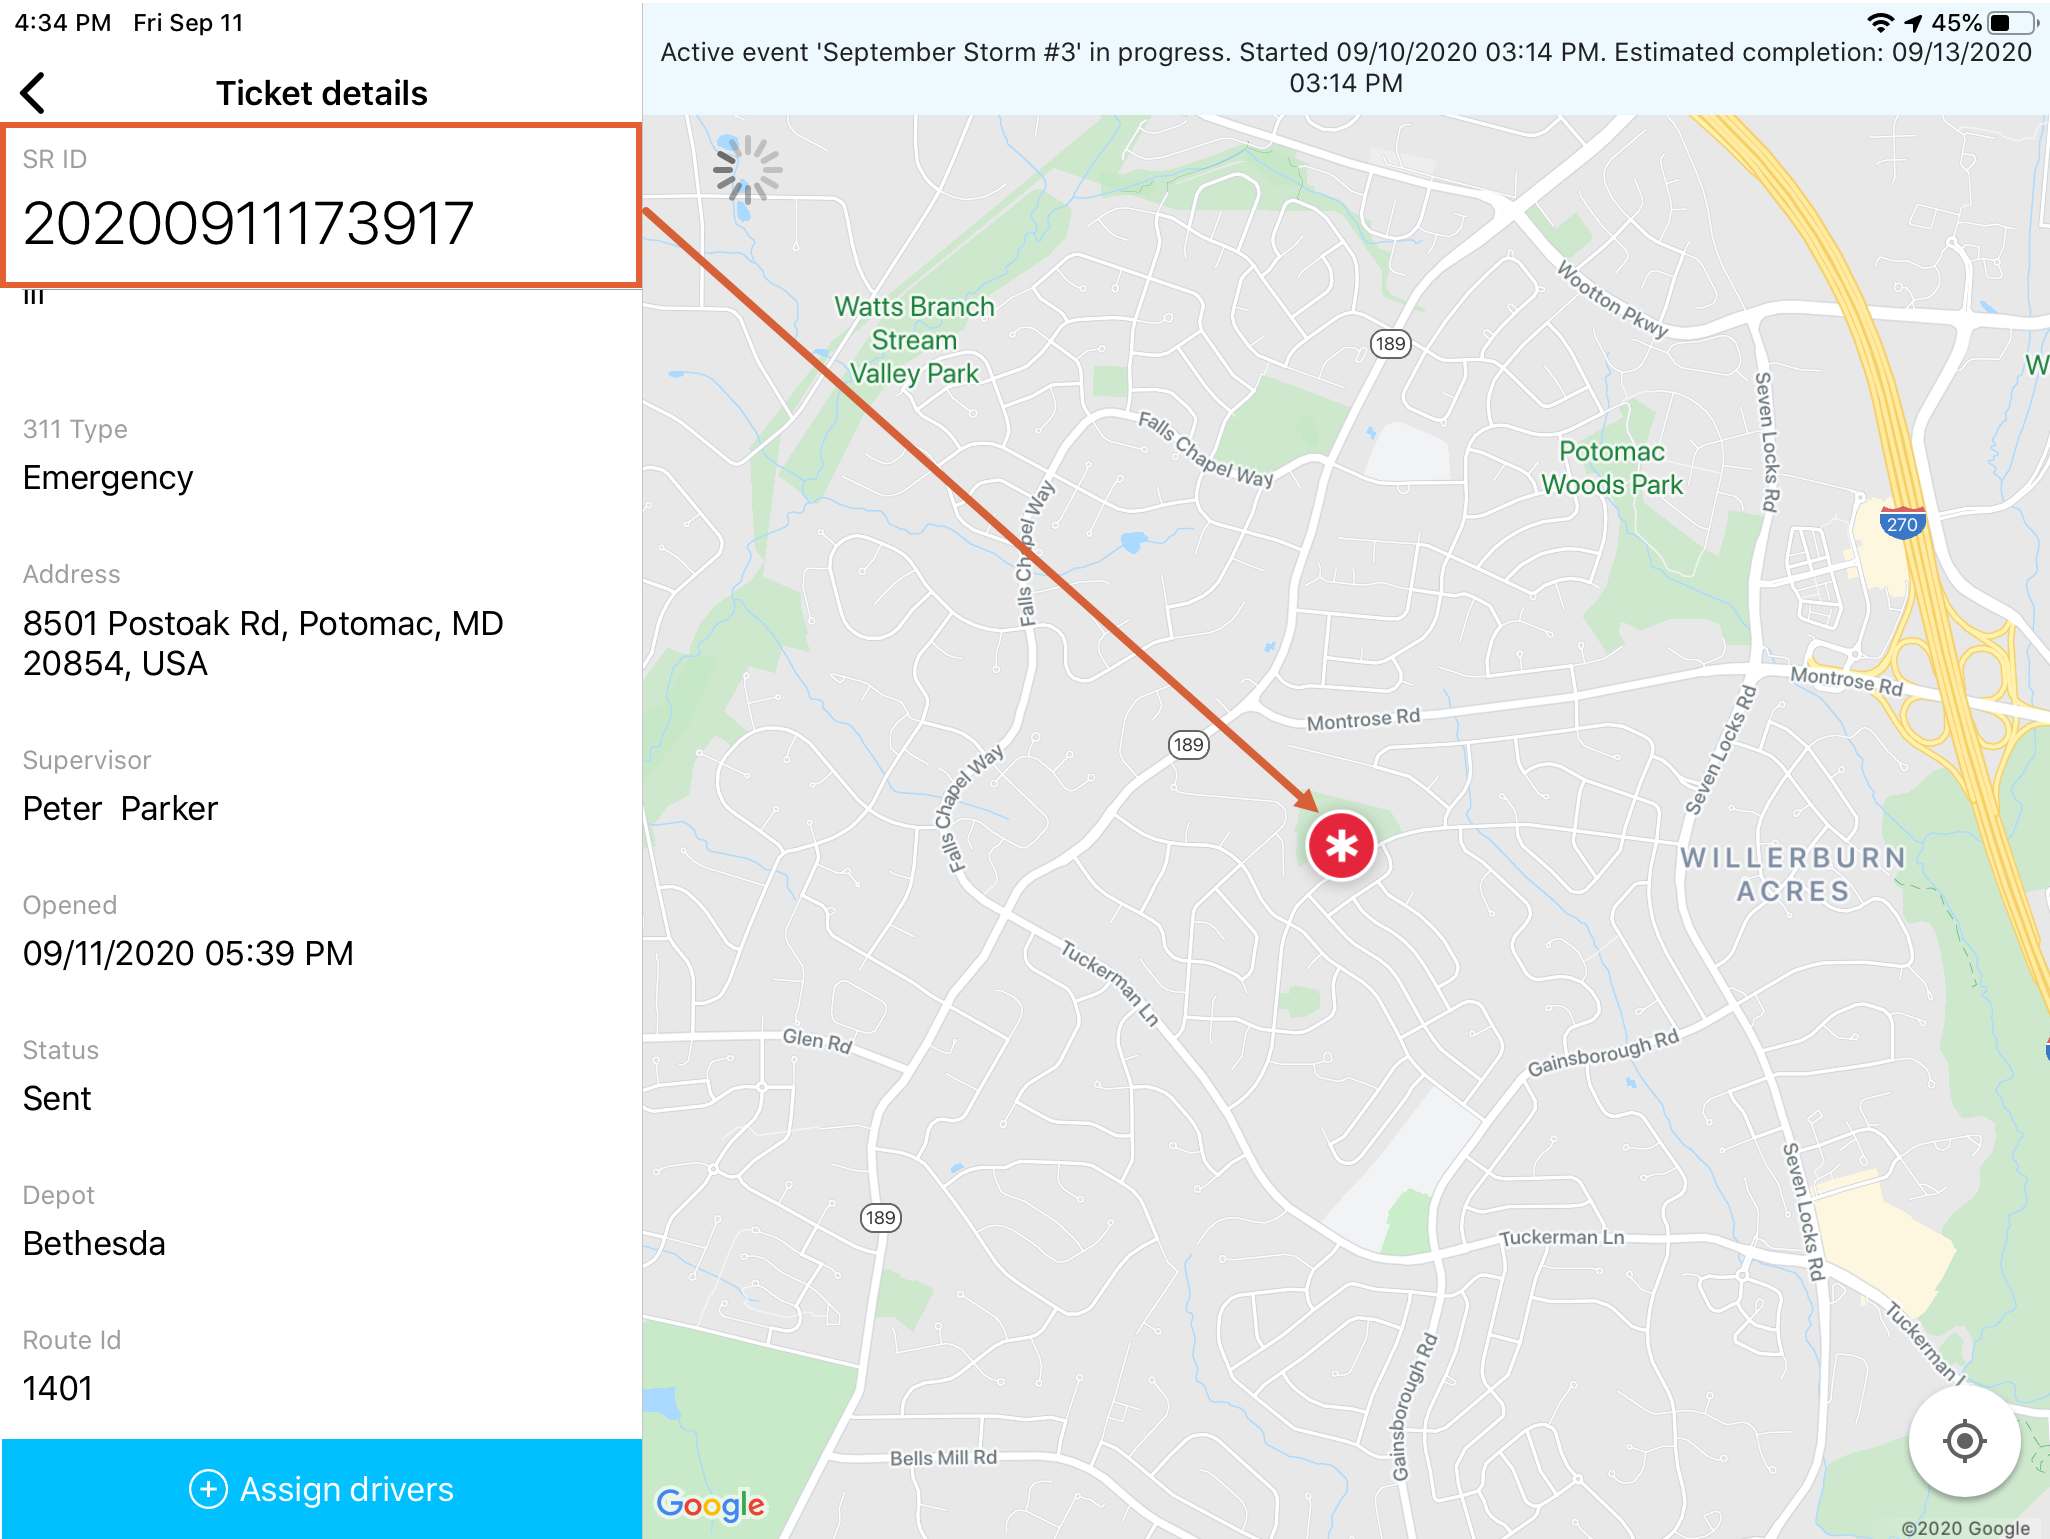 4:34 PM Fri Sep 11
45%
Active event 'September Storm #3' in progress. Started 09/10/2020 03:14 PM. Estimated completion: 09/13/2020
03:14 PM
Ticket details
SR ID
20200911173917
311 Type
Emergency
Address
8501 Postoak Rd, Potomac, MD
20854, USA
Supervisor
Peter Parker
Opened
09/11/2020 05:39 PM
Status
Sent
Depot
Bethesda
Route Id
1401
Assign drivers
Watts Branch
Stream
Valley Park
Wootton Pkwy
189
W
Seven Locks Rd
Falls Chapel Way
Potomac
Woods Park
Falls Chapel Way
270
Montrose Rd
Montrose Rd
189
Seven Locks Rd
Falls Chapel Way
WILLERBURN
ACRES
Tuckerman Ln
Glen Rd
Gainsborough Rd
Seven Locks Rd
189
Tuckerman Ln
Tuckerman L
Gainsborough Rd
Bells Mill Rd
Google
©2020 Google